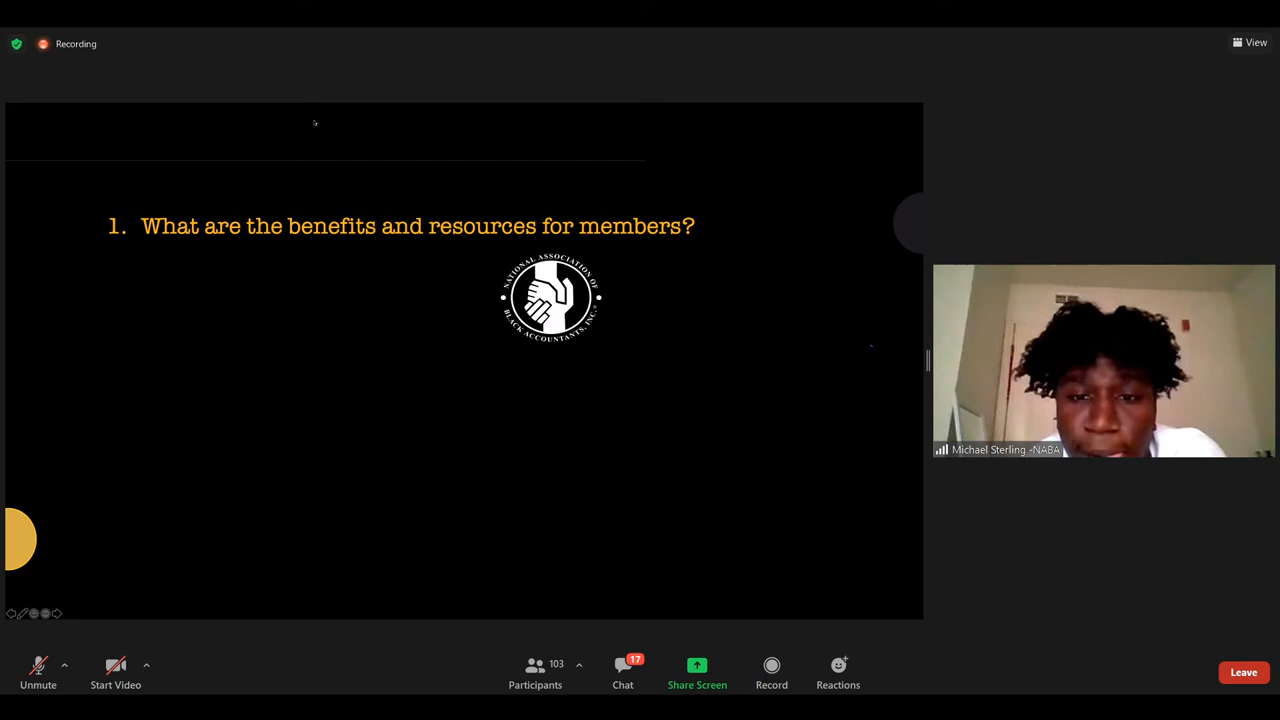 Recording
View
1. What are the benefits and resources for members?
NATIONAL ASSOCIATION OF
BLACK ACCOUNTANTS, INC.
Michael Sterling -NABA
103
17
Unmute
Start Video
Participants
Chat
Share Screen
Record
Reactions
Leave